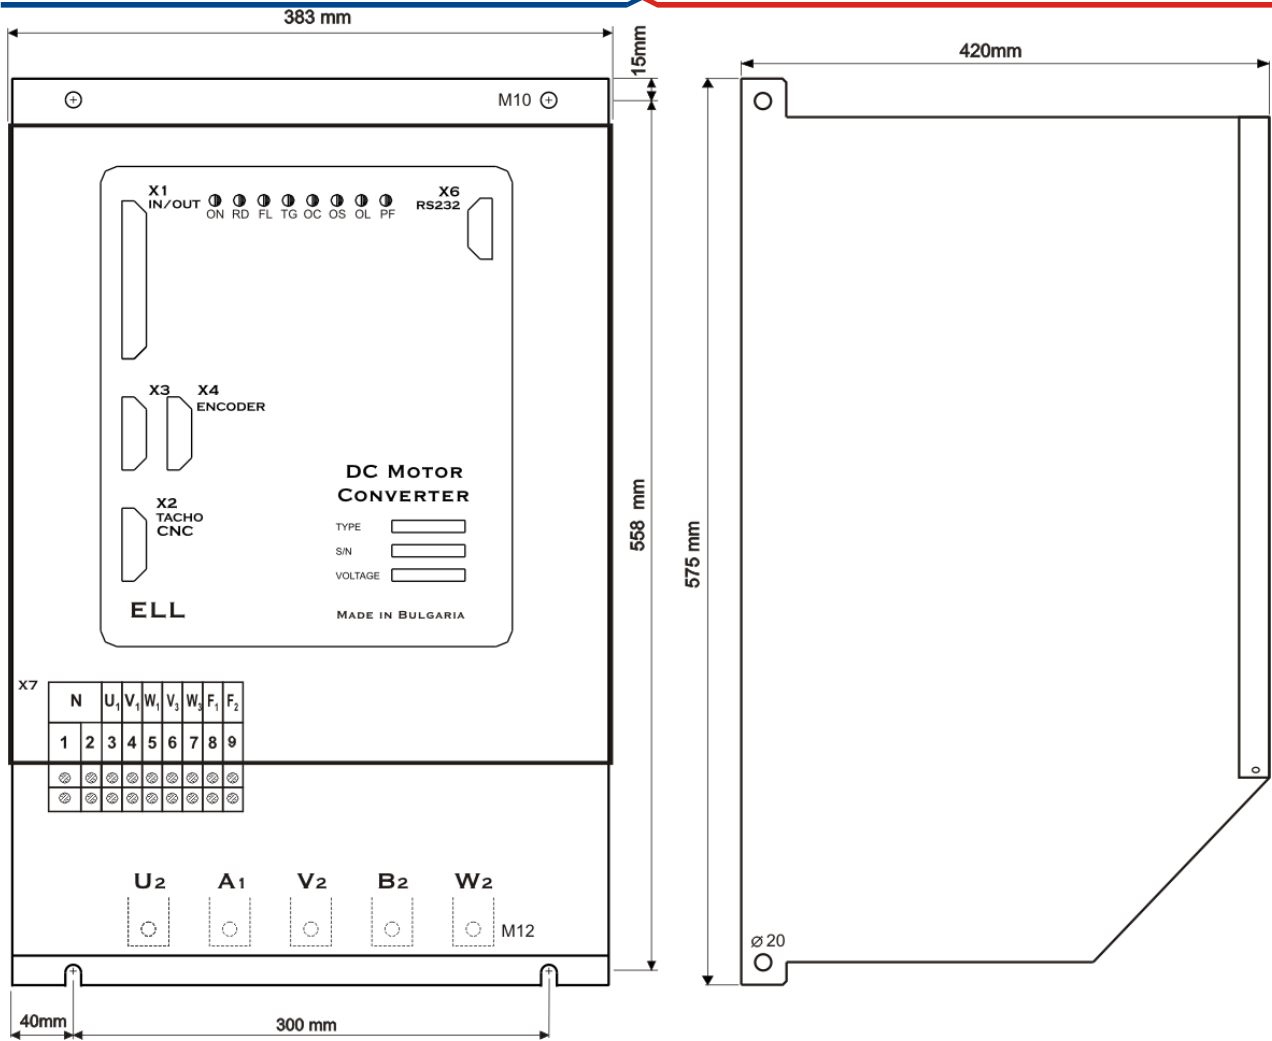 383 mm
15mm
420mm
M10
X1
IN/OUT
ON RD FL TG OC OS OL PF
X6
RS232
X3 X4
ENCODER
DC MOTOR
CONVERTER
X2
TACHO
CNC
TYPE
S/N
VOLTAGE
ELL
MADE IN BULGARIA
558 mm
575 mm
X7
N U1 V1 W1 V3 W3 F1 F2
1 2 3 4 5 6 7 8 9
U2 A1 V2 B2 W2
M12
⌀ 20
40mm
300 mm